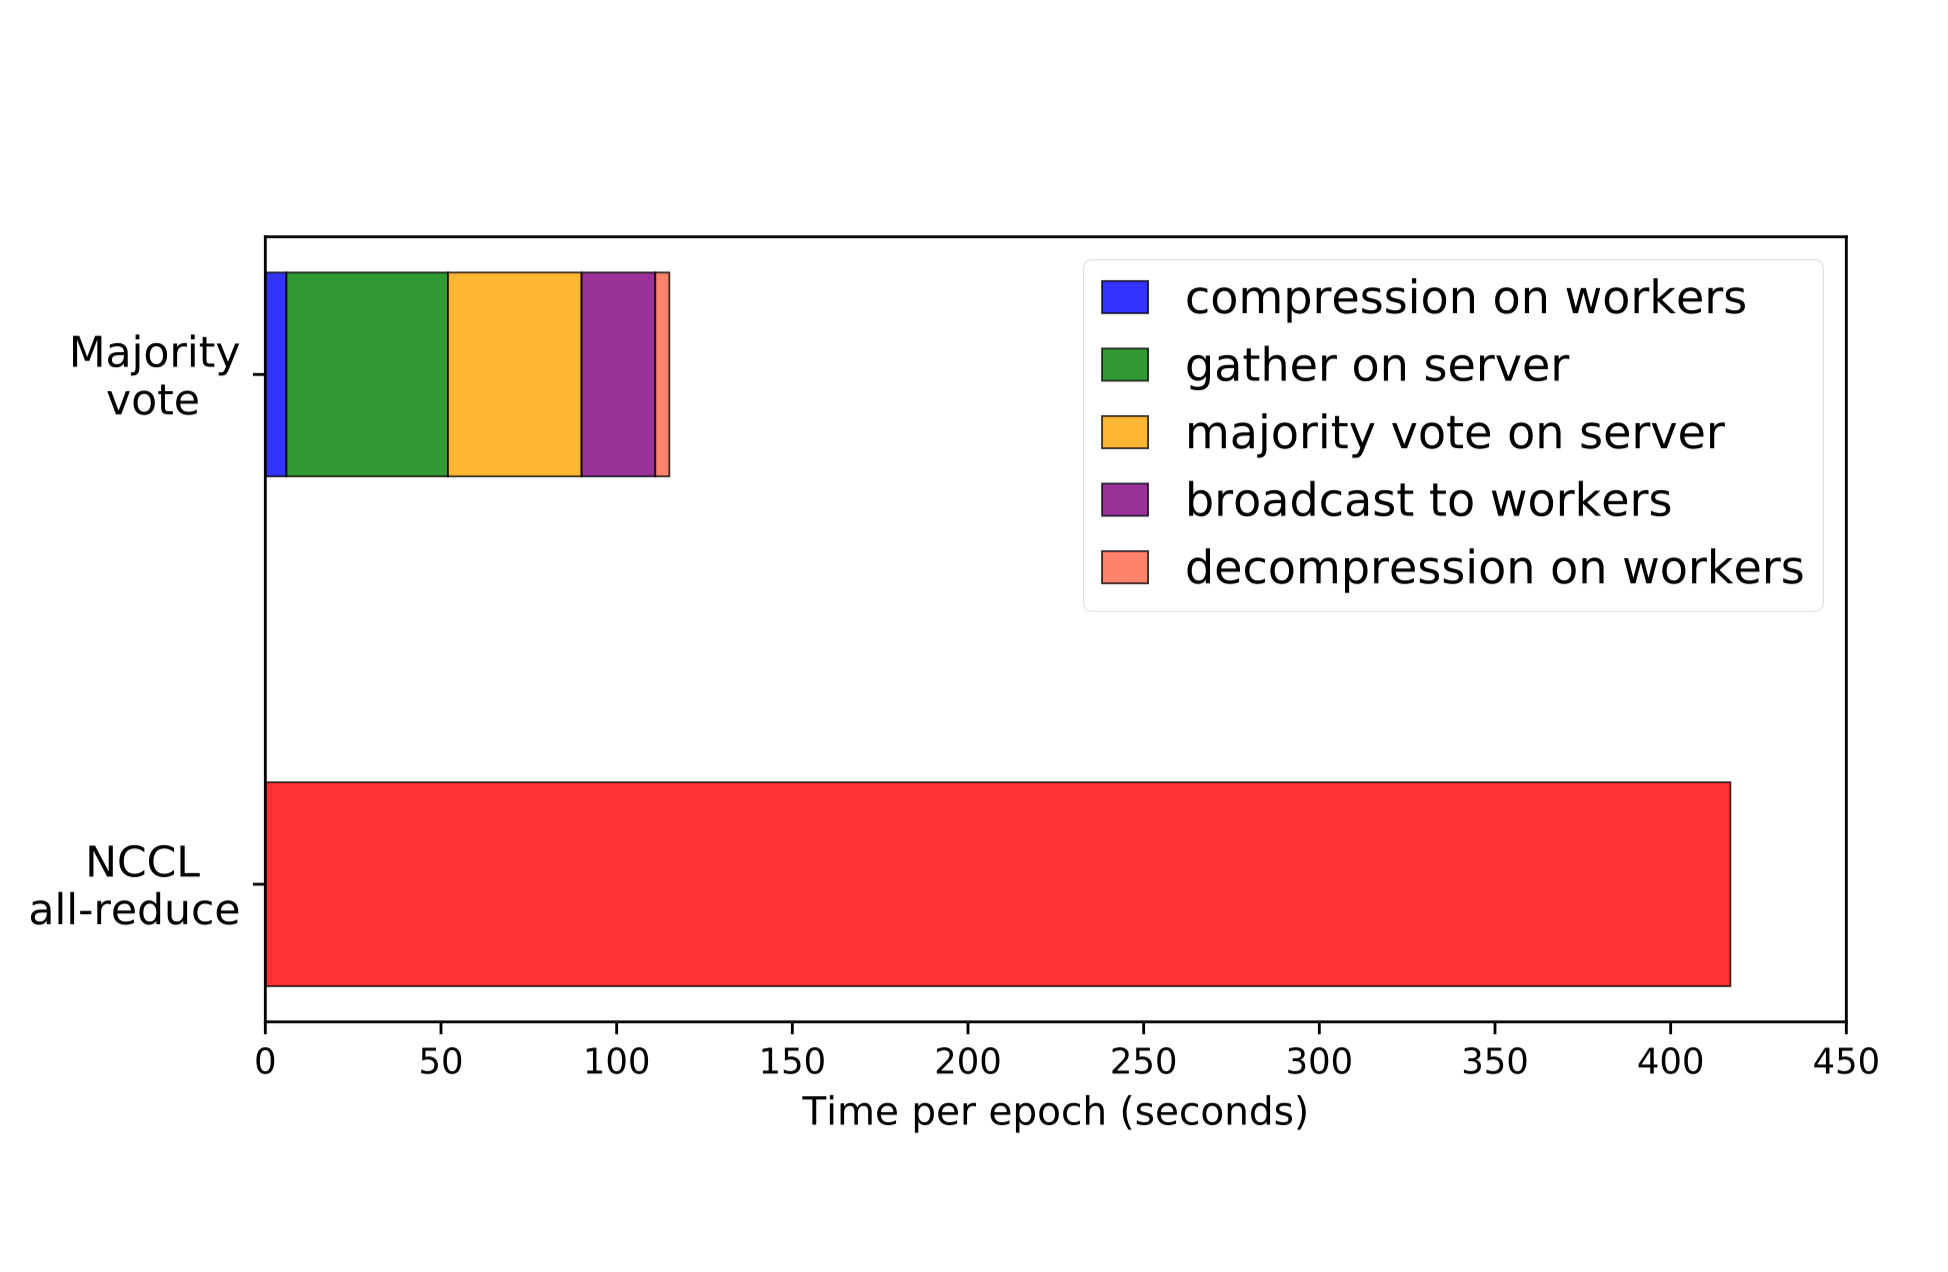 Majority
vote
compression on workers
gather on server
majority vote on server
broadcast to workers
decompression on workers
NCCL
all-reduce
0 50 100 150 200 250 300 350 400 450
Time per epoch (seconds)